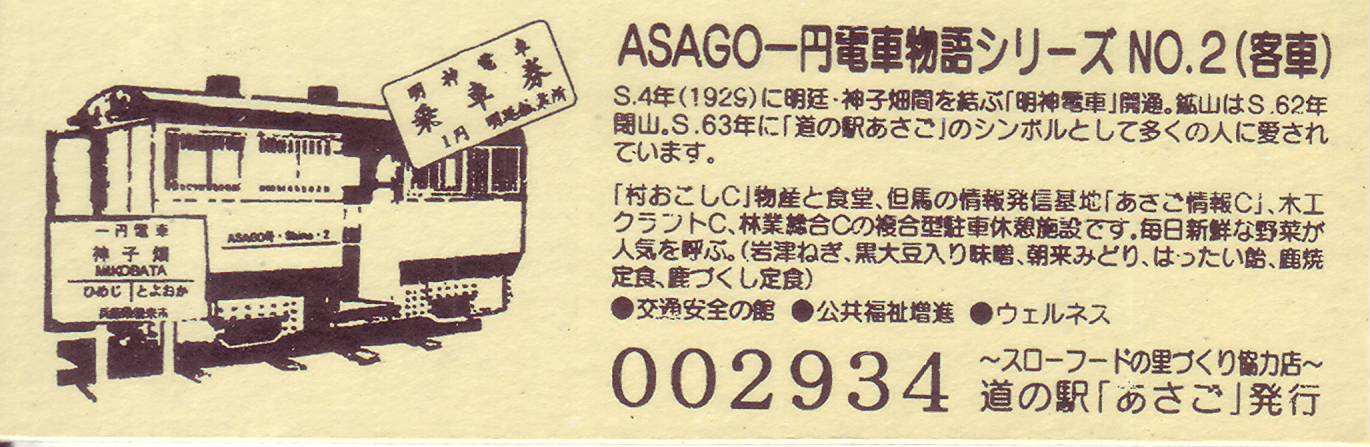 ASAGO一円電車物語シリーズ NO.2(客車)
S.4年(1929)に明廷・神子畑間を結ぶ「明神電車」開通。鉱山はS.62年
閉山。S.63年に「道の駅あさご」のシンボルとして多くの人に愛され
ています。
「村おこしC」物産と食堂、但馬の情報発信基地「あさご情報C」、木工
クラントC、林業総合Cの複合型駐車休憩施設です。毎日新鮮な野菜が
人気を呼ぶ。(岩津ねぎ、黒大豆入り味噌、朝来みどり、はったい飴、鹿焼
定食、鹿づくし定食)
●交通安全の館 ●公共福祉増進 ●ウェルネス
002934
〜スローフードの里づくり協力店〜
道の駅「あさご」発行
明神電車
乗車券
1円
ASAGO号・Shine・2
一円電車
神子畑
MIKOBATA
ひめじ|とよおか
兵庫県朝来市